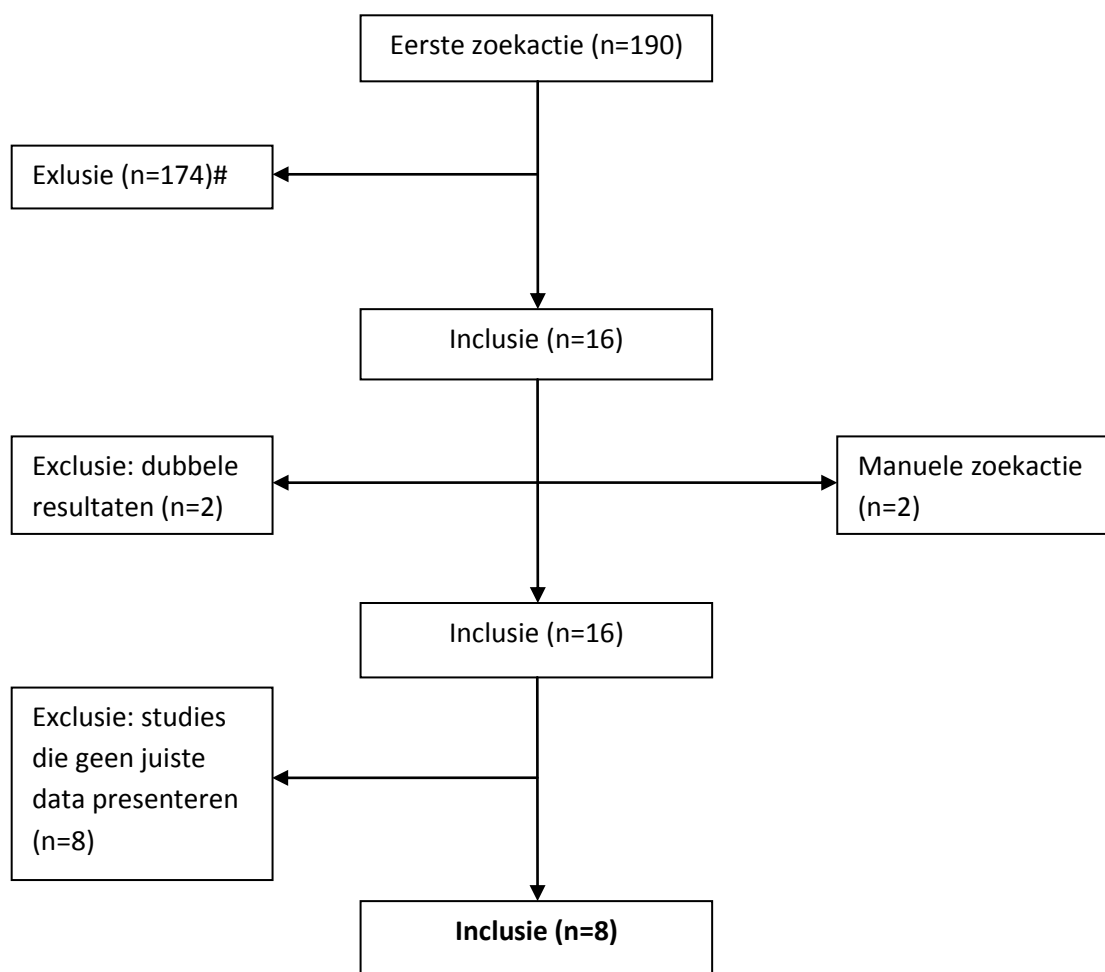 Eerste zoekactie (n=190)
Exlusie (n=174)#
Inclusie (n=16)
Exclusie: dubbele
resultaten (n=2)
Manuele zoekactie
(n=2)
Inclusie (n=16)
Exclusie: studies
die geen juiste
data presenteren
(n=8)
Inclusie (n=8)